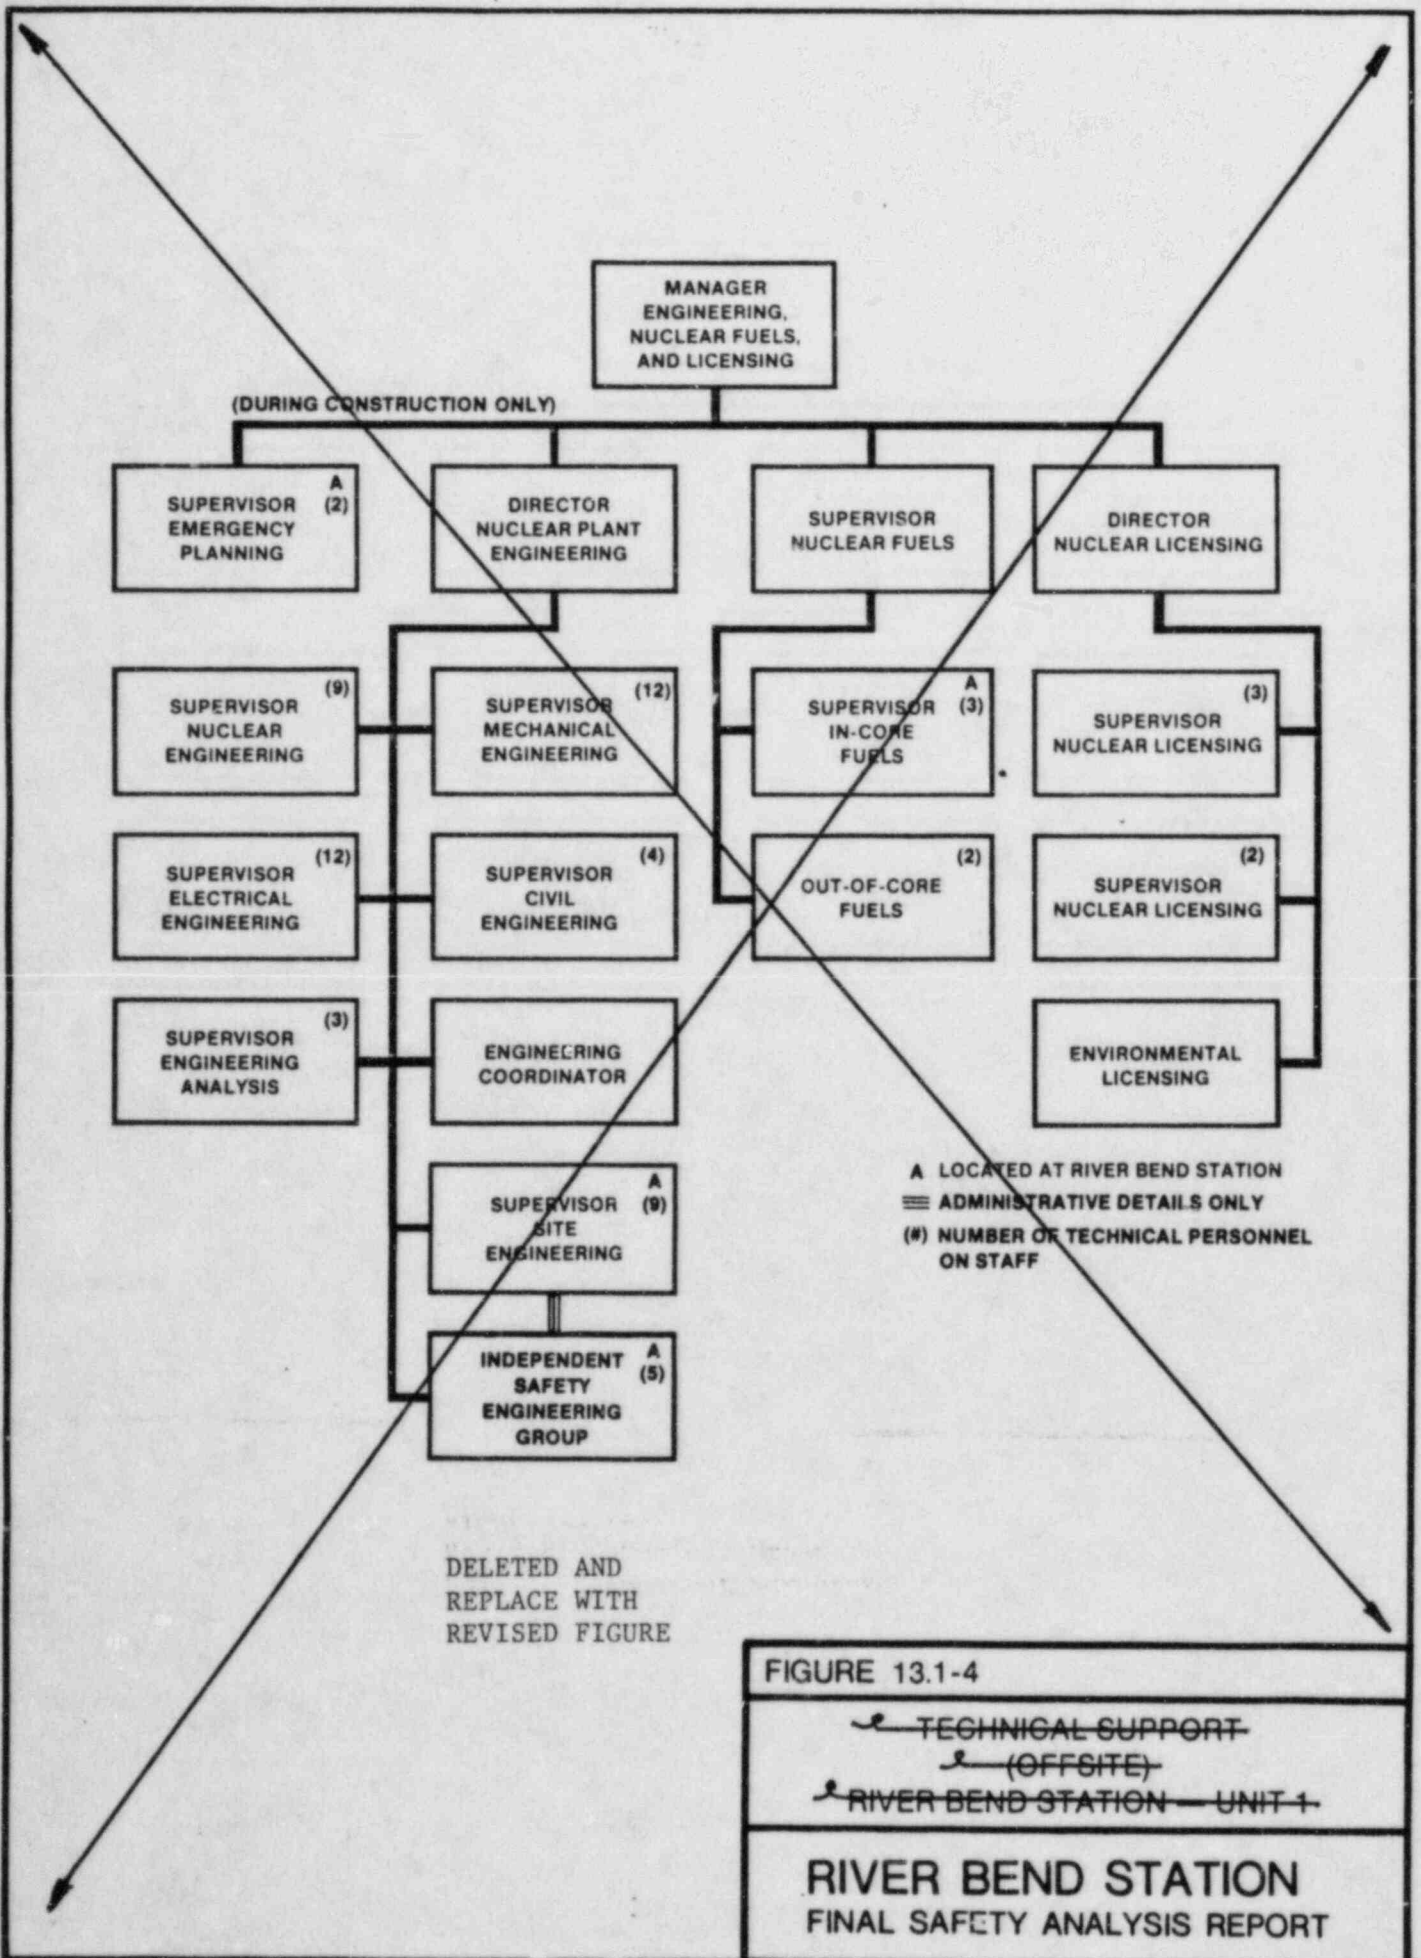 MANAGER
ENGINEERING,
NUCLEAR FUELS,
AND LICENSING
(DURING CONSTRUCTION ONLY)
A
SUPERVISOR (2)
EMERGENCY
PLANNING
DIRECTOR
NUCLEAR PLANT
ENGINEERING
SUPERVISOR
NUCLEAR FUELS
DIRECTOR
NUCLEAR LICENSING
(9)
SUPERVISOR
NUCLEAR
ENGINEERING
(12)
SUPERVISOR
MECHANICAL
ENGINEERING
A
SUPERVISOR (3)
IN-CORE
FUELS
(3)
SUPERVISOR
NUCLEAR LICENSING
(12)
SUPERVISOR
ELECTRICAL
ENGINEERING
(4)
SUPERVISOR
CIVIL
ENGINEERING
(2)
OUT-OF-CORE
FUELS
(2)
SUPERVISOR
NUCLEAR LICENSING
(3)
SUPERVISOR
ENGINEERING
ANALYSIS
ENGINEERING
COORDINATOR
ENVIRONMENTAL
LICENSING
A
SUPERVISOR (9)
SITE
ENGINEERING
A
INDEPENDENT (5)
SAFETY
ENGINEERING
GROUP
A LOCATED AT RIVER BEND STATION
≡ ADMINISTRATIVE DETAILS ONLY
(#) NUMBER OF TECHNICAL PERSONNEL
ON STAFF
DELETED AND
REPLACE WITH
REVISED FIGURE
FIGURE 13.1-4
TECHNICAL SUPPORT
(OFFSITE)
RIVER BEND STATION — UNIT 1
RIVER BEND STATION
FINAL SAFETY ANALYSIS REPORT